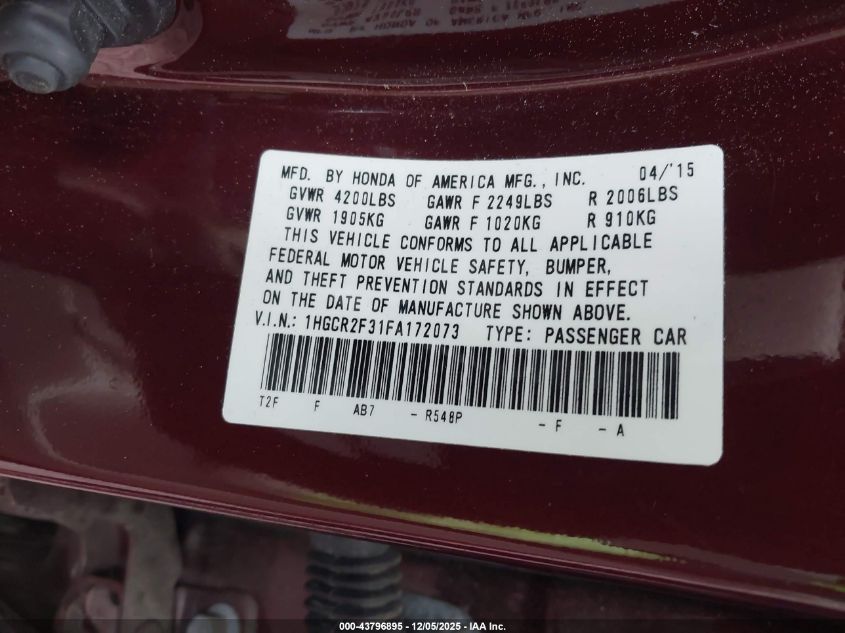 MFD. BY HONDA OF AMERICA MFG., INC. 04/'15
GVWR 4200LBS GAWR F 2249LBS R 2006LBS
GVWR 1905KG GAWR F 1020KG R 910KG
THIS VEHICLE CONFORMS TO ALL APPLICABLE
FEDERAL MOTOR VEHICLE SAFETY, BUMPER,
AND THEFT PREVENTION STANDARDS IN EFFECT
ON THE DATE OF MANUFACTURE SHOWN ABOVE.
V.I.N.: 1HGCR2F31FA172073 TYPE: PASSENGER CAR
T2F F AB7 - R548P - F - A
000-43796895 - 12/05/2025 - IAA Inc.